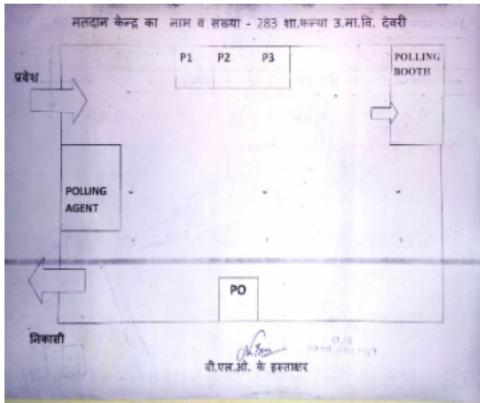 मतदान केन्द्र का नाम व संख्या - 283 शा.कन्या उ.मा.वि. देवरी
P1 P2 P3
POLLING
BOOTH
प्रवेश
POLLING
AGENT
PO
निकासी
बी.एल.ओ. के हस्ताक्षर